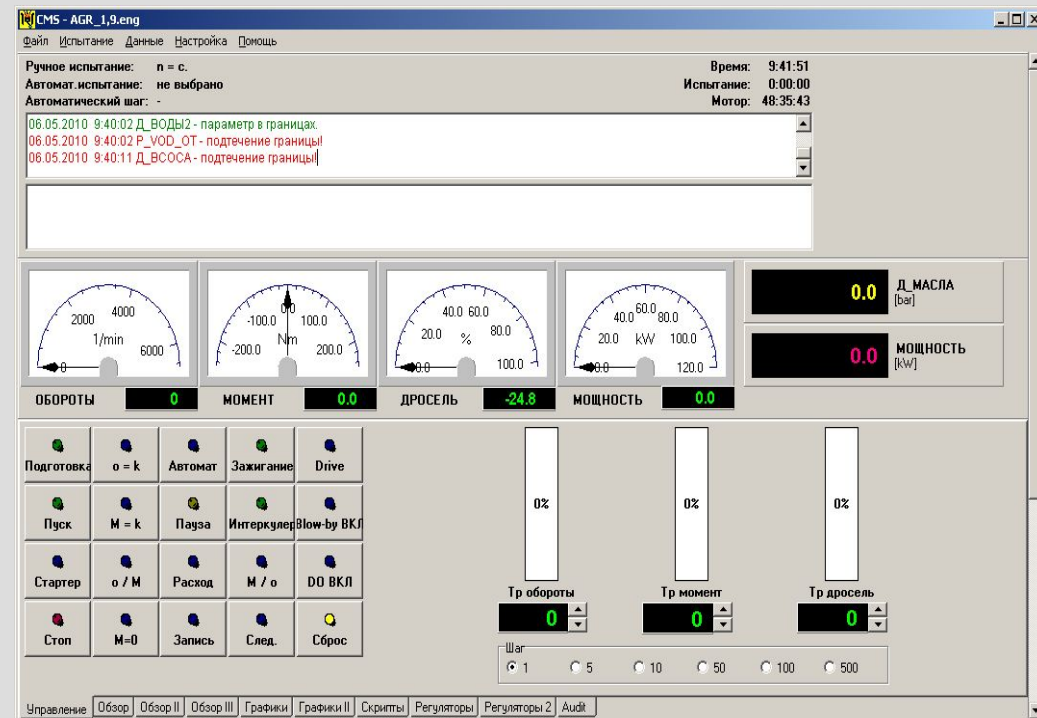 CMS - AGR_1,9.eng
Файл Испытание Данные Настройка Помощь
Ручное испытание: n = c. Время: 9:41:51
Автомат.испытание: не выбрано Испытание: 0:00:00
Автоматический шаг: - Мотор: 48:35:43
06.05.2010 9:40:02 Д_ВОДЫ2 - параметр в границах.
06.05.2010 9:40:02 P_VOD_OT - подтечение границы!
06.05.2010 9:40:11 Д_ВСОСА - подтечение границы!
0 2000 4000 6000 1/min
-200.0 -100.0 0.0 100.0 200.0 Nm
0.0 20.0 40.0 60.0 80.0 100.0 %
0.0 20.0 40.0 60.0 80.0 100.0 120.0 kW
0.0 Д_МАСЛА [bar]
0.0 МОЩНОСТЬ [kW]
ОБОРОТЫ 0 МОМЕНТ 0.0 ДРОСЕЛЬ -24.8 МОЩНОСТЬ 0.0
Подготовка o = k Автомат Зажигание Drive
Пуск M = k Пауза Интеркулер Blow-by ВКЛ
Стартер o / M Расход M / o DO ВКЛ
Стоп M=0 Запись След. Сброс
0% 0% 0%
Тр обороты Тр момент Тр дросель
0 0 0
Шаг
1 5 10 50 100 500
Управление Обзор Обзор II Обзор III Графики Графики II Скрипты Регуляторы Регуляторы 2 Audit